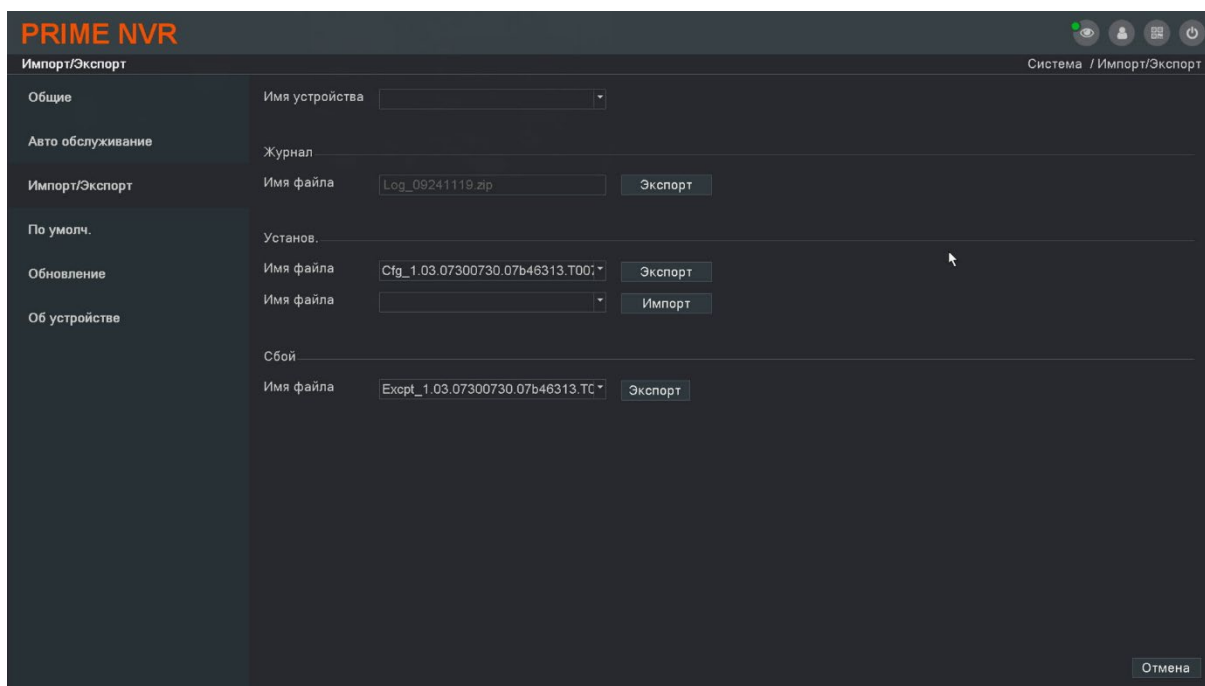 PRIME NVR
Импорт/Экспорт
Система / Импорт/Экспорт
Общие
Авто обслуживание
Импорт/Экспорт
По умолч.
Обновление
Об устройстве
Имя устройства
Журнал
Имя файла Log_09241119.zip Экспорт
Установ.
Имя файла Cfg_1.03.07300730.07b46313.T007 Экспорт
Имя файла Импорт
Сбой
Имя файла Excpt_1.03.07300730.07b46313.T0 Экспорт
Отмена